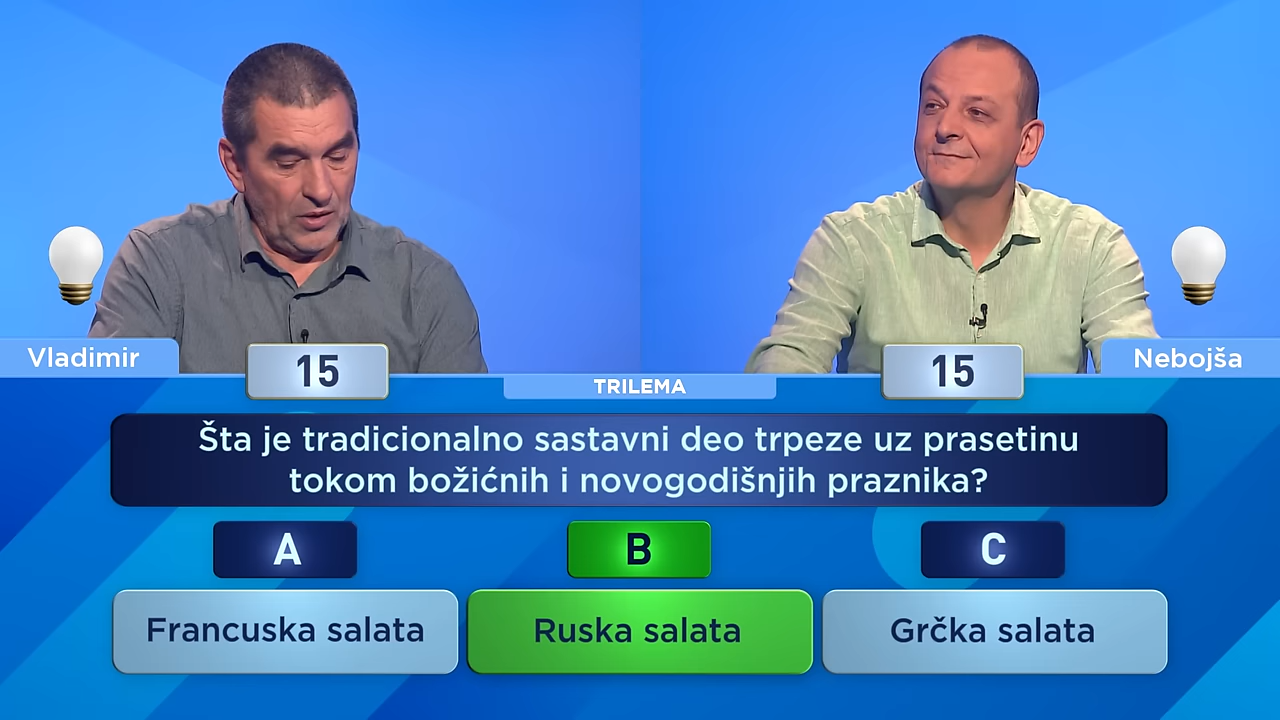 Vladimir
15
TRILEMA
15
Nebojša
Šta je tradicionalno sastavni deo trpeze uz prasetinu
tokom božićnih i novogodišnjih praznika?
A
B
C
Francuska salata
Ruska salata
Grčka salata